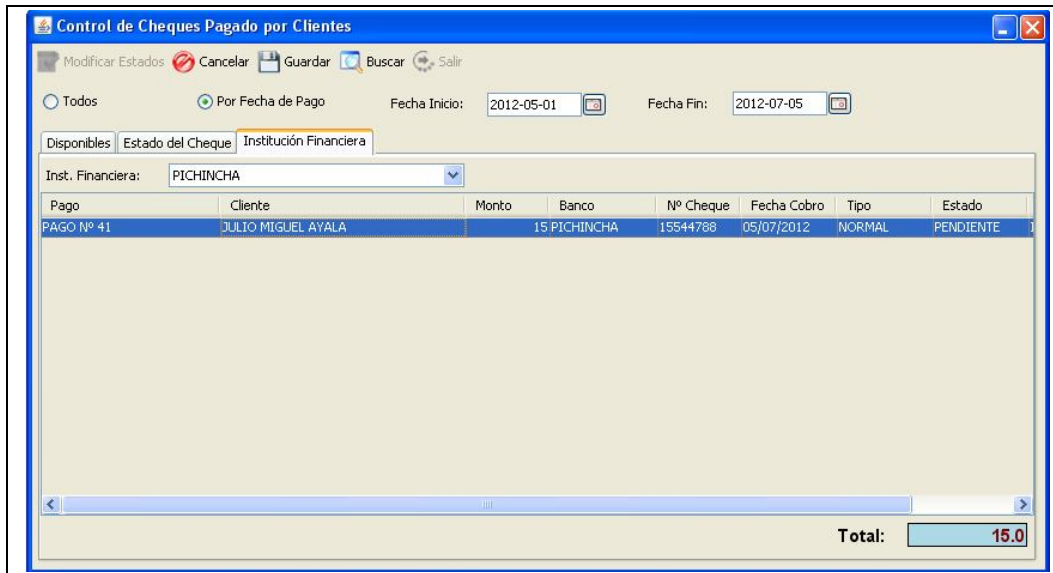 Control de Cheques Pagado por Clientes
Modificar Estados Cancelar Guardar Buscar Salir
Todos Por Fecha de Pago Fecha Inicio: 2012-05-01 Fecha Fin: 2012-07-05
Disponibles Estado del Cheque Institución Financiera
Inst. Financiera: PICHINCHA
Pago Cliente Monto Banco Nº Cheque Fecha Cobro Tipo Estado
PAGO Nº 41 JULIO MIGUEL AYALA 15 PICHINCHA 15544788 05/07/2012 NORMAL PENDIENTE
Total: 15.0